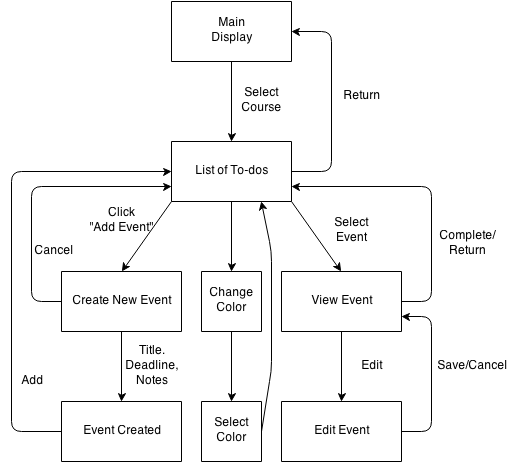 Main
Display
Select
Course
Return
List of To-dos
Click
"Add Event"
Select
Event
Cancel
Complete/
Return
Create New Event
Change
Color
View Event
Title.
Deadline,
Notes
Edit
Save/Cancel
Add
Event Created
Select
Color
Edit Event